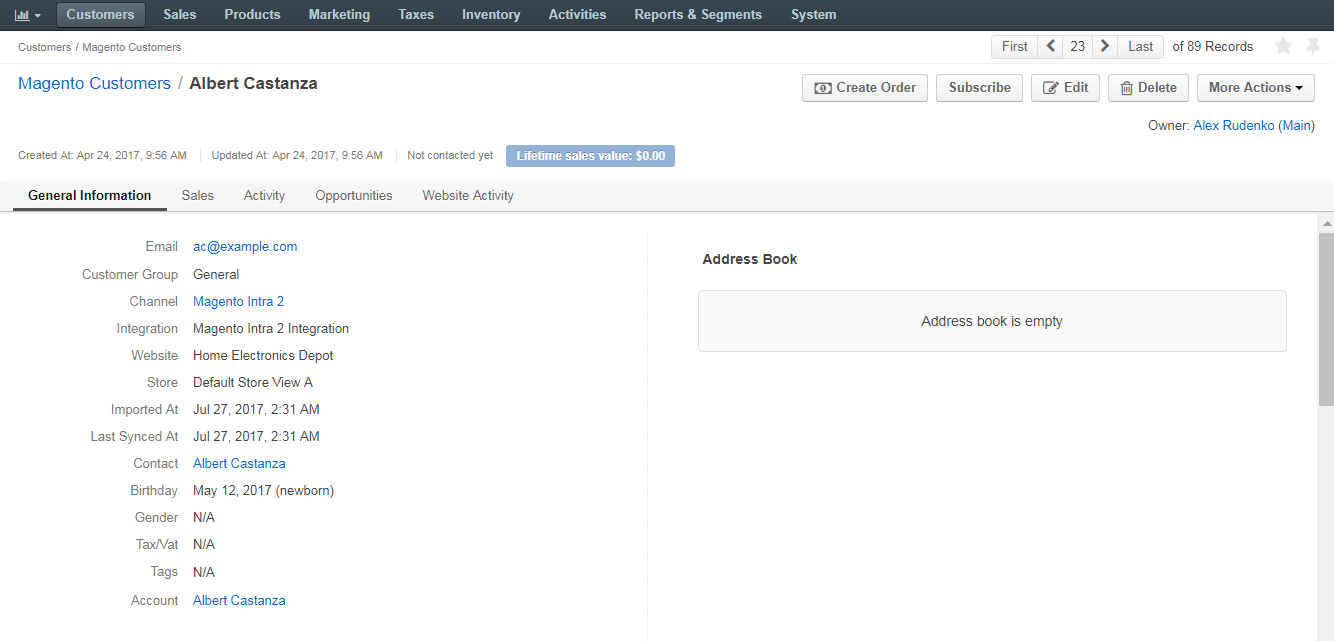 Customers Sales Products Marketing Taxes Inventory Activities Reports & Segments System
Customers / Magento Customers
First 23 Last of 89 Records
Magento Customers / Albert Castanza
Create Order Subscribe Edit Delete More Actions
Owner: Alex Rudenko (Main)
Created At: Apr 24, 2017, 9:56 AM Updated At: Apr 24, 2017, 9:56 AM Not contacted yet Lifetime sales value: $0.00
General Information Sales Activity Opportunities Website Activity
Email ac@example.com
Customer Group General
Channel Magento Intra 2
Integration Magento Intra 2 Integration
Website Home Electronics Depot
Store Default Store View A
Imported At Jul 27, 2017, 2:31 AM
Last Synced At Jul 27, 2017, 2:31 AM
Contact Albert Castanza
Birthday May 12, 2017 (newborn)
Gender N/A
Tax/Vat N/A
Tags N/A
Account Albert Castanza
Address Book
Address book is empty